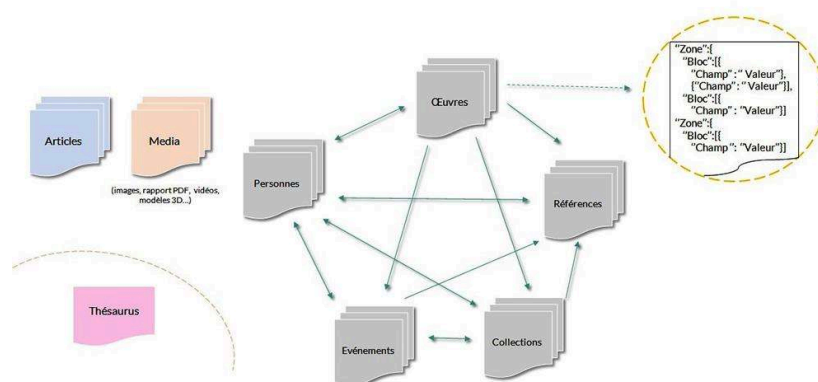 Œuvres
"Zone":{
"Bloc":[{
"Champ" : " Valeur"},
{"Champ" : "Valeur"}],
"Bloc":[{
"Champ" : "Valeur"}]
"Zone":{
"Bloc":[{
"Champ ": "Valeur"}]
Articles
Media
(images, rapport PDF, vidéos,
modèles 3D...)
Personnes
Références
Thésaurus
Evénements
Collections